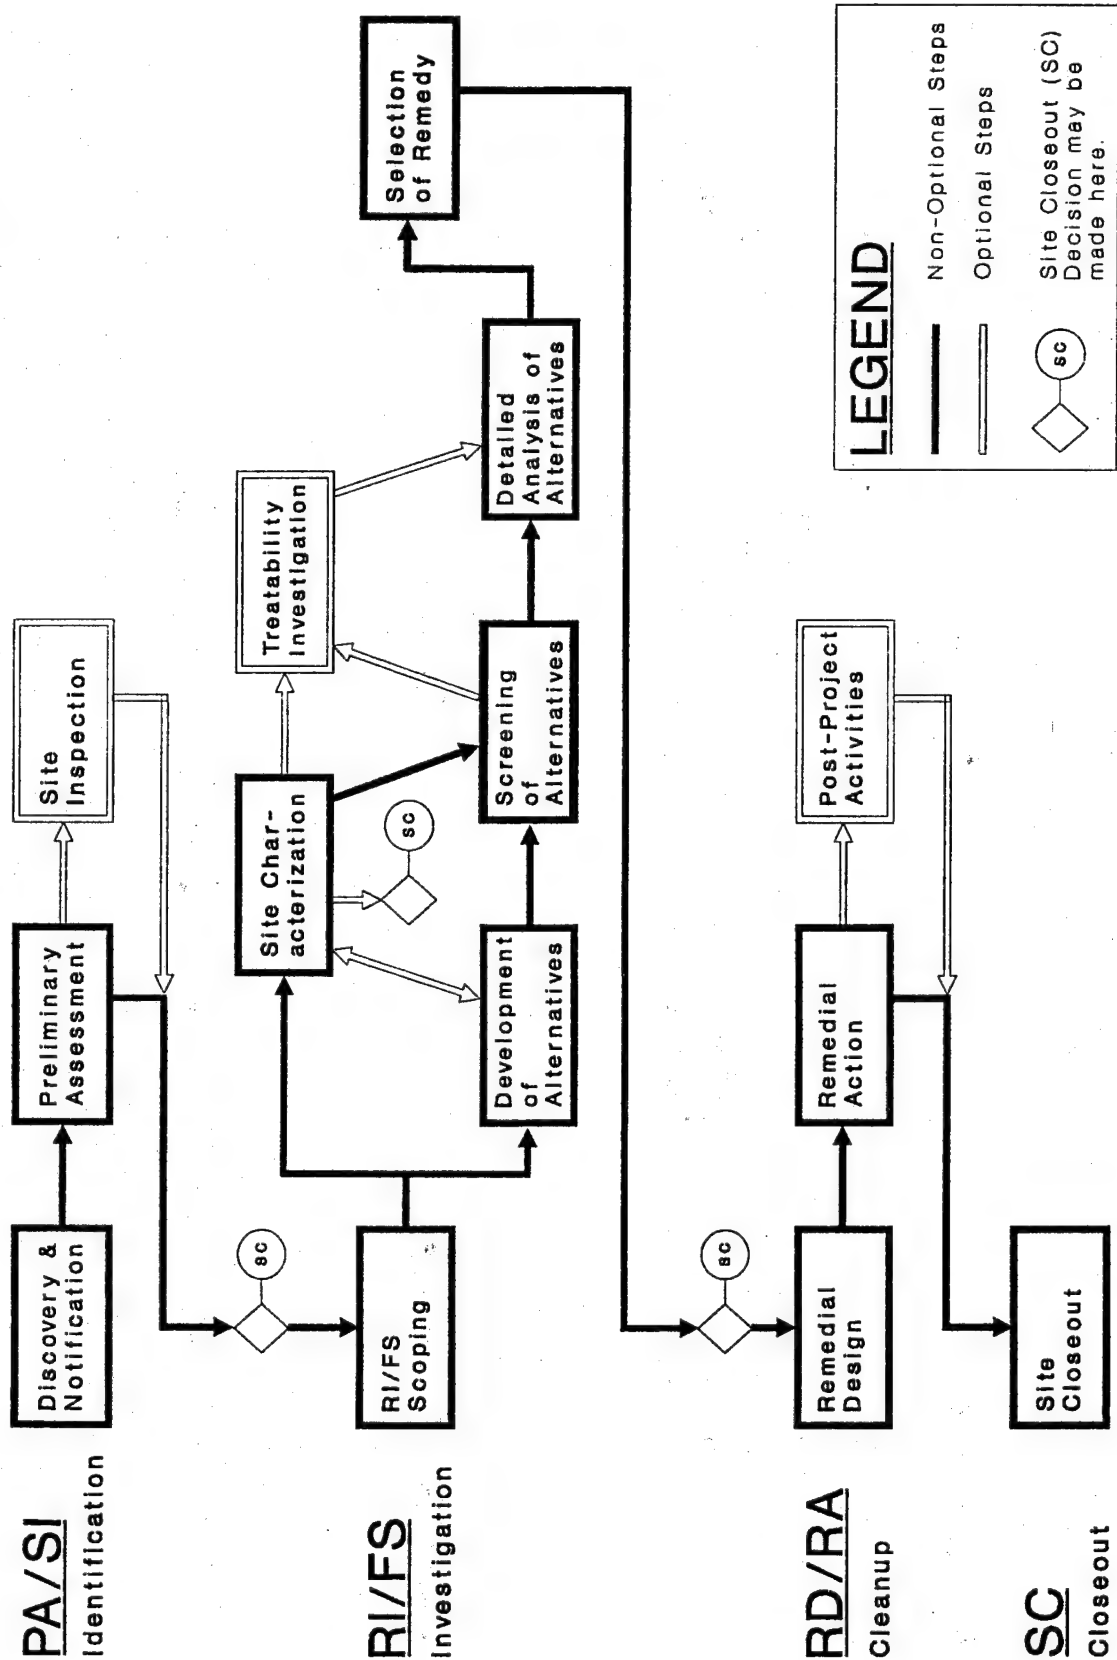 PA/SI
Identification
Discovery &
Notification
Preliminary
Assessment
Site
Inspection
sc
RI/FS
Investigation
RI/FS
Scoping
Site Char-
acterization
Treatability
Investigation
sc
Development
of
Alternatives
Screening
of
Alternatives
Detailed
Analysis of
Alternatives
Selection
of Remedy
sc
RD/RA
Cleanup
Remedial
Design
Remedial
Action
Post-Project
Activities
SC
Closeout
Site
Closeout
LEGEND
Non-Optional Steps
Optional Steps
sc
Site Closeout (SC)
Decision may be
made here.